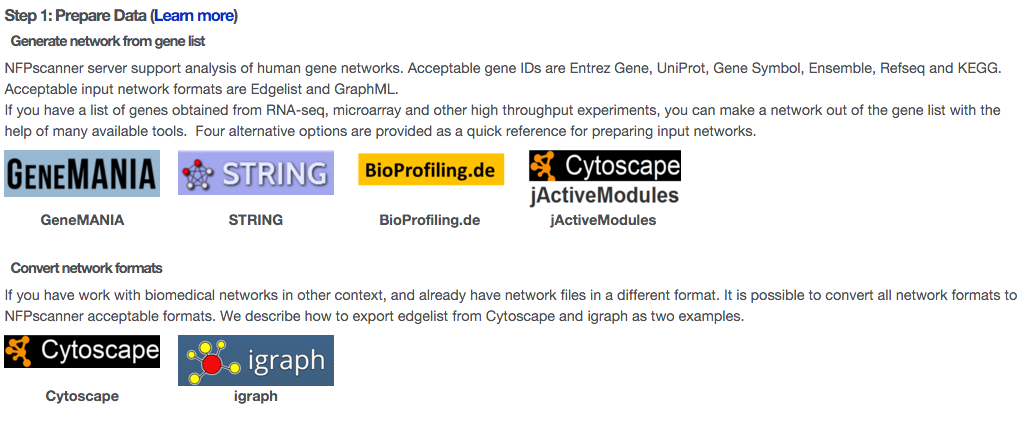 Step 1: Prepare Data (Learn more)
Generate network from gene list
NFPscanner server support analysis of human gene networks. Acceptable gene IDs are Entrez Gene, UniProt, Gene Symbol, Ensemble, Refseq and KEGG.
Acceptable input network formats are Edgelist and GraphML.
If you have a list of genes obtained from RNA-seq, microarray and other high throughput experiments, you can make a network out of the gene list with the
help of many available tools. Four alternative options are provided as a quick reference for preparing input networks.
GENEMANIA STRING BioProfiling.de Cytoscape
jActiveModules
GeneMANIA STRING BioProfiling.de jActiveModules
Convert network formats
If you have work with biomedical networks in other context, and already have network files in a different format. It is possible to convert all network formats to
NFPscanner acceptable formats. We describe how to export edgelist from Cytoscape and igraph as two examples.
Cytoscape igraph
Cytoscape igraph